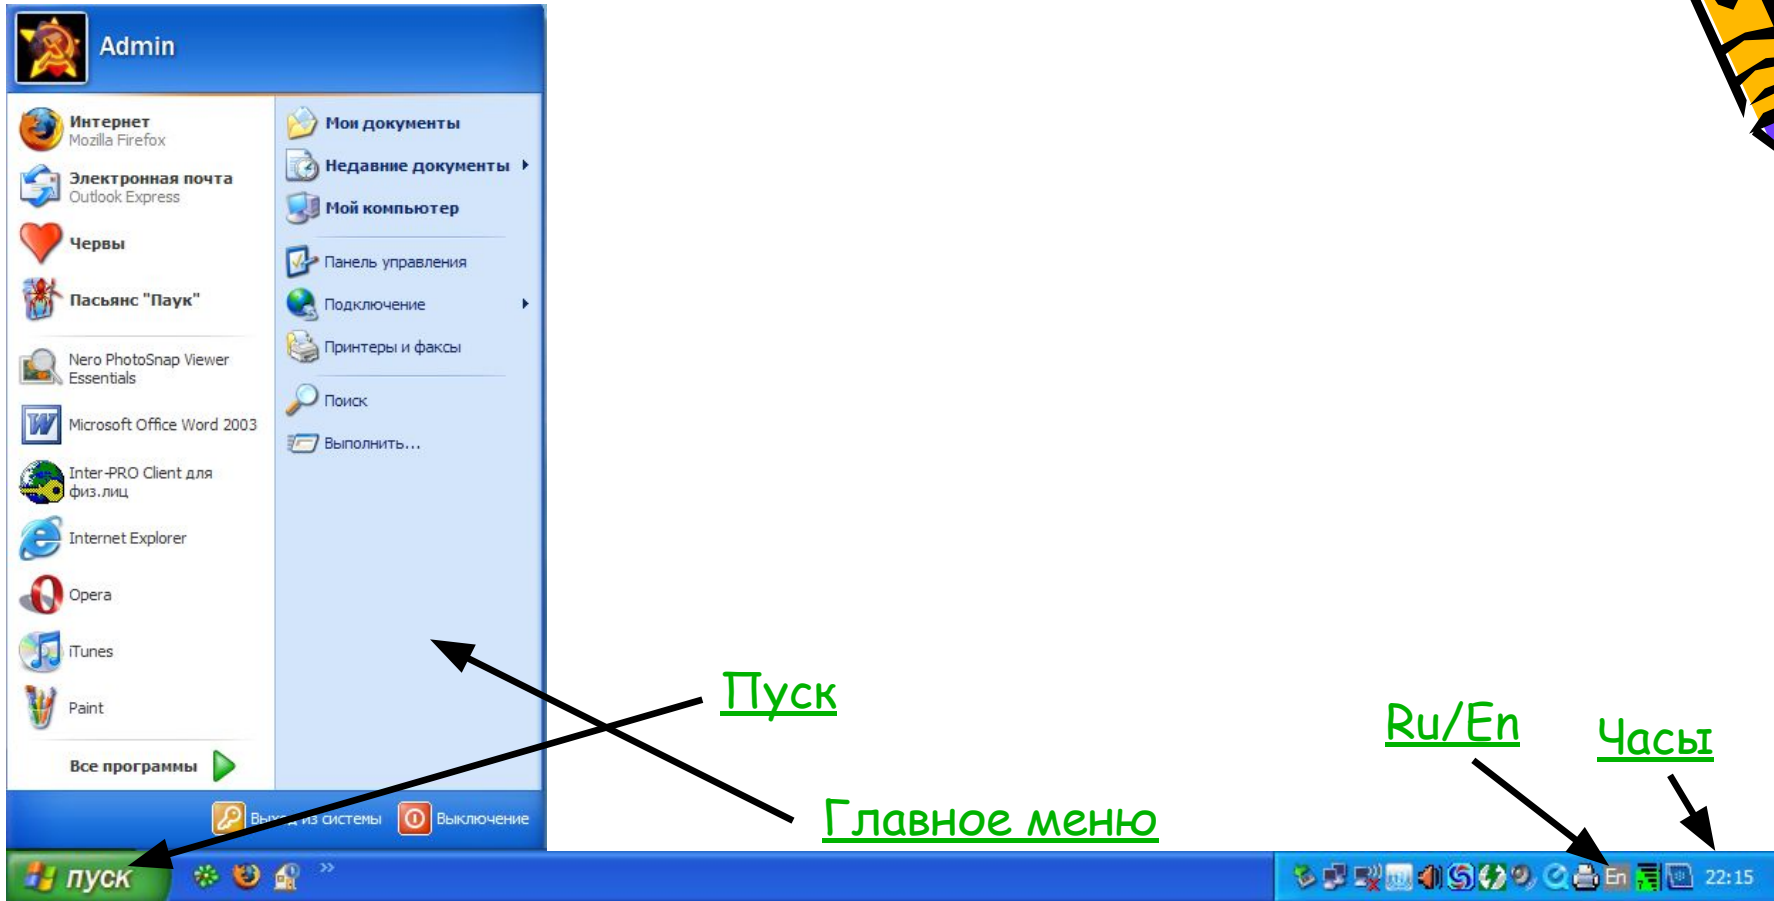 Admin
Интернет
Mozilla Firefox
Электронная почта
Outlook Express
Червы
Пасьянс "Паук"
Nero PhotoSnap Viewer
Essentials
Microsoft Office Word 2003
Inter-PRO Client для
физ.лиц
Internet Explorer
Opera
iTunes
Paint
Все программы
Мои документы
Недавние документы
Мой компьютер
Панель управления
Подключение
Принтеры и факсы
Поиск
Выполнить...
Выход из системы
Выключение
Пуск
Главное меню
Ru/En
Часы
пуск
»
En
22:15